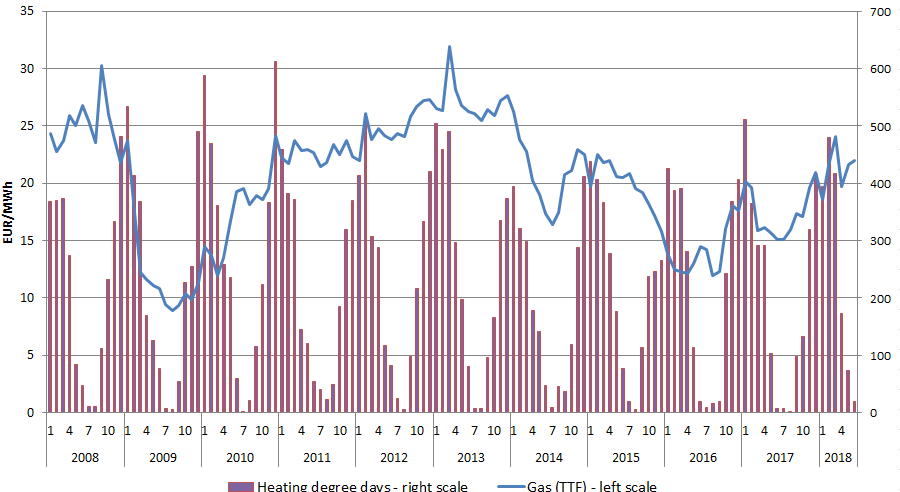 35 700
30 600
25 500
20 400
15 300
10 200
5 100
0 0
EUR/MWh
1 4 7 10 1 4 7 10 1 4 7 10 1 4 7 10 1 4 7 10 1 4 7 10 1 4 7 10 1 4 7 10 1 4 7 10 1 4 7 10 1 4
2008 2009 2010 2011 2012 2013 2014 2015 2016 2017 2018
Heating degree days - right scale Gas (TTF) - left scale